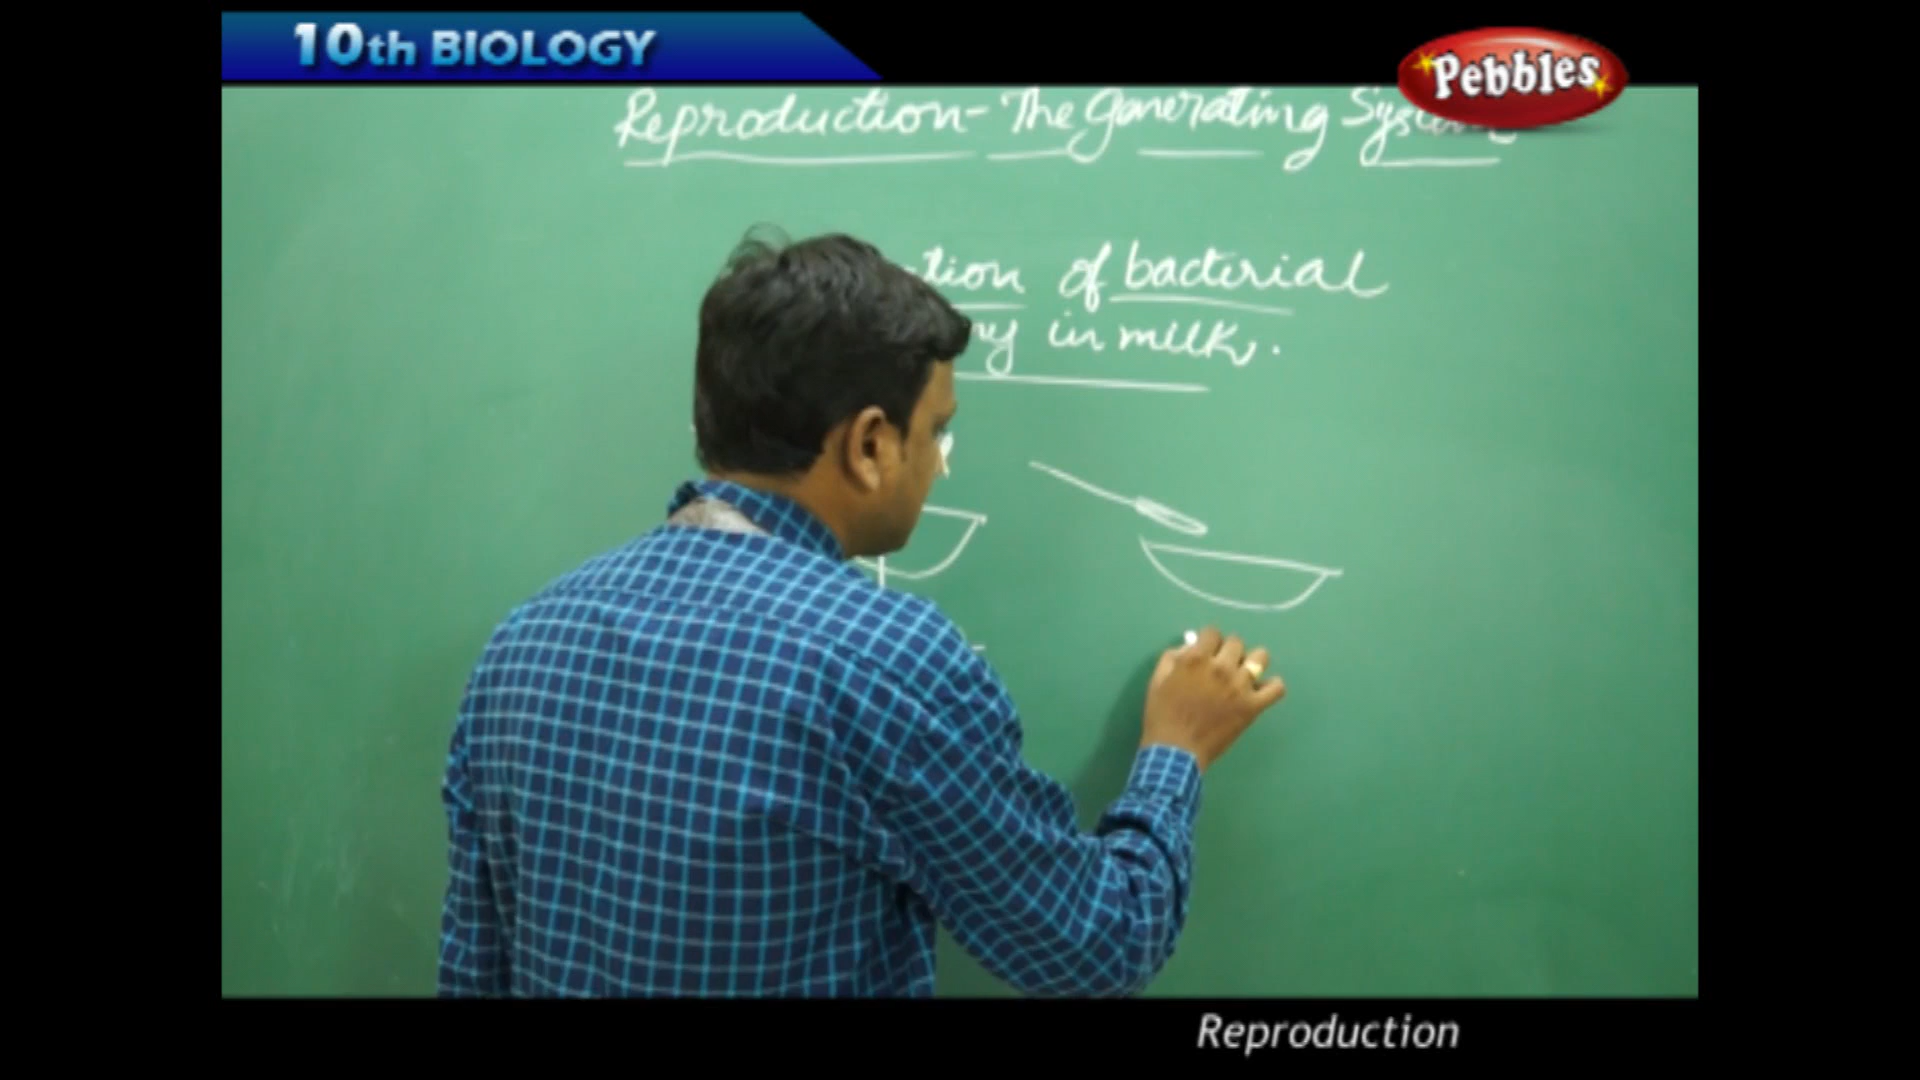 10th BIOLOGY
Pebbles
Reproduction - The Generating System
of bacterial
in milk.
Reproduction